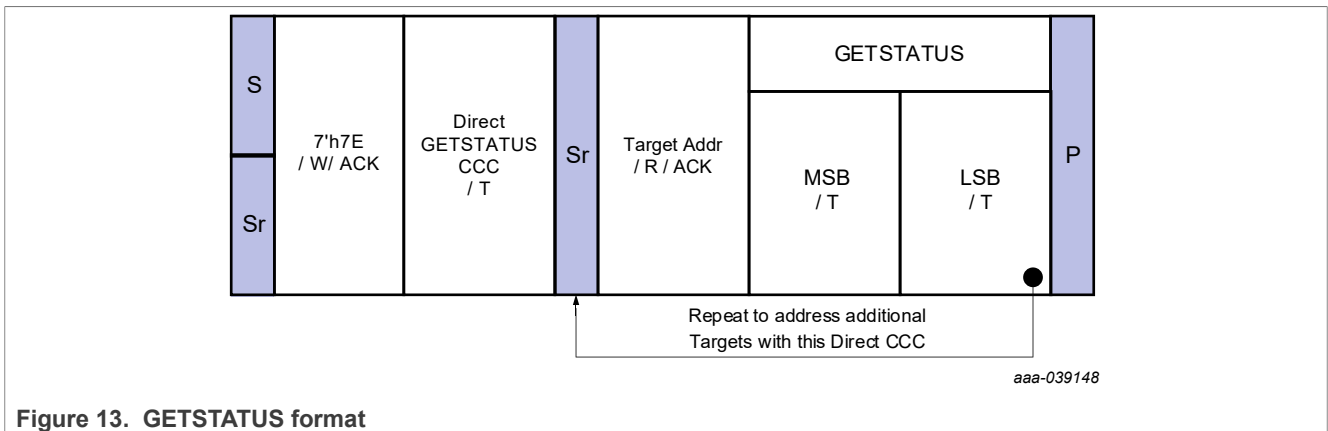 S
Sr
7'h7E
/ W/ ACK
Direct
GETSTATUS
CCC
/ T
Sr
Target Addr
/ R / ACK
GETSTATUS
MSB
/ T
LSB
/ T
P
Repeat to address additional
Targets with this Direct CCC
aaa-039148
Figure 13. GETSTATUS format